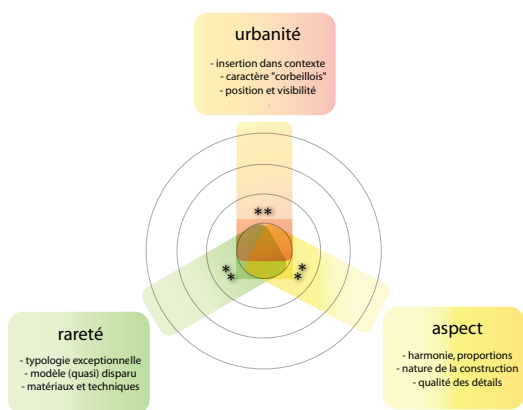 urbanité
- insertion dans contexte
- caractère "corbeillois"
- position et visibilité
.
**
**
**
rareté
- typologie exceptionnelle
- modèle (quasi) disparu
- matériaux et techniques
aspect
- harmonie, proportions
- nature de la construction
- qualité des détails